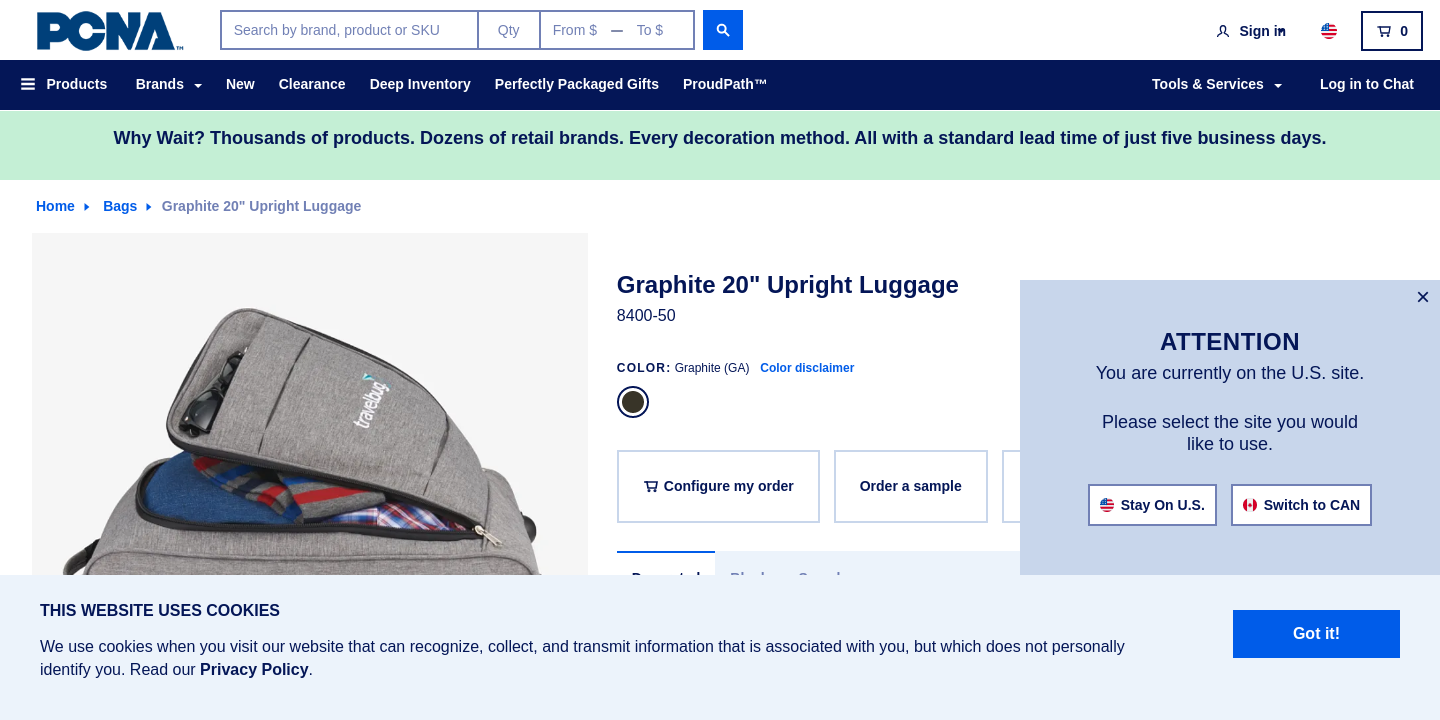 PCNA™
Search by brand, product or SKU
Qty
From $ — To $
Sign in
0
Products
Brands
New
Clearance
Deep Inventory
Perfectly Packaged Gifts
ProudPath™
Tools & Services
Log in to Chat
Why Wait? Thousands of products. Dozens of retail brands. Every decoration method. All with a standard lead time of just five business days.
Home
Bags
Graphite 20" Upright Luggage
travelbug
Graphite 20" Upright Luggage
8400-50
COLOR: Graphite (GA) Color disclaimer
Configure my order
Order a sample
×
ATTENTION
You are currently on the U.S. site.
Please select the site you would
like to use.
Stay On U.S.
Switch to CAN
THIS WEBSITE USES COOKIES
We use cookies when you visit our website that can recognize, collect, and transmit information that is associated with you, but which does not personally
identify you. Read our Privacy Policy.
Got it!